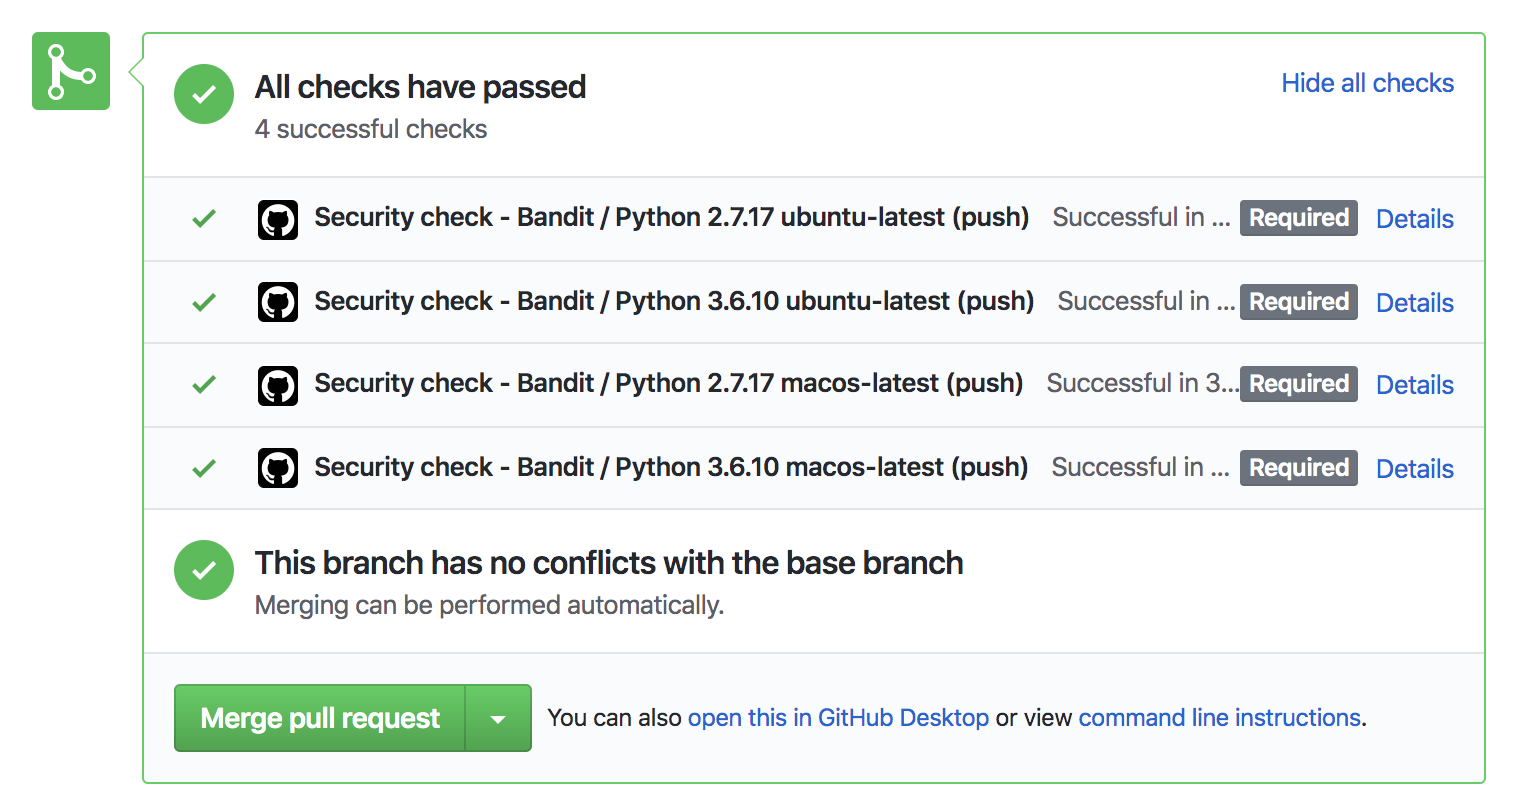 All checks have passed
Hide all checks
4 successful checks
Security check - Bandit / Python 2.7.17 ubuntu-latest (push) Successful in ... Required Details
Security check - Bandit / Python 3.6.10 ubuntu-latest (push) Successful in ... Required Details
Security check - Bandit / Python 2.7.17 macos-latest (push) Successful in 3... Required Details
Security check - Bandit / Python 3.6.10 macos-latest (push) Successful in ... Required Details
This branch has no conflicts with the base branch
Merging can be performed automatically.
Merge pull request
You can also open this in GitHub Desktop or view command line instructions.